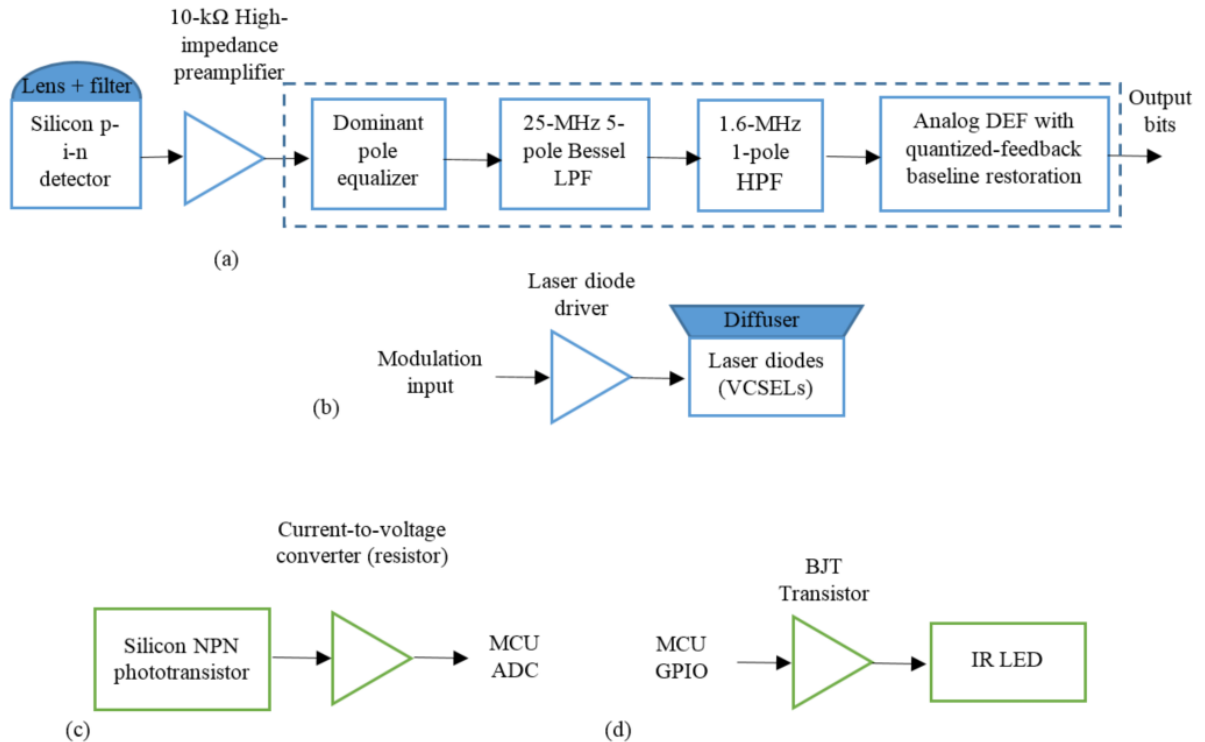 10-kΩ High-
impedance
preamplifier
Lens + filter
Silicon p-
i-n
detector
Dominant
pole
equalizer
25-MHz 5-
pole Bessel
LPF
1.6-MHz
1-pole
HPF
Analog DEF with
quantized-feedback
baseline restoration
Output
bits
(a)
Laser diode
driver
Modulation
input
Diffuser
Laser diodes
(VCSELs)
(b)
Current-to-voltage
converter (resistor)
Silicon NPN
phototransistor
MCU
ADC
(c)
BJT
Transistor
MCU
GPIO
IR LED
(d)